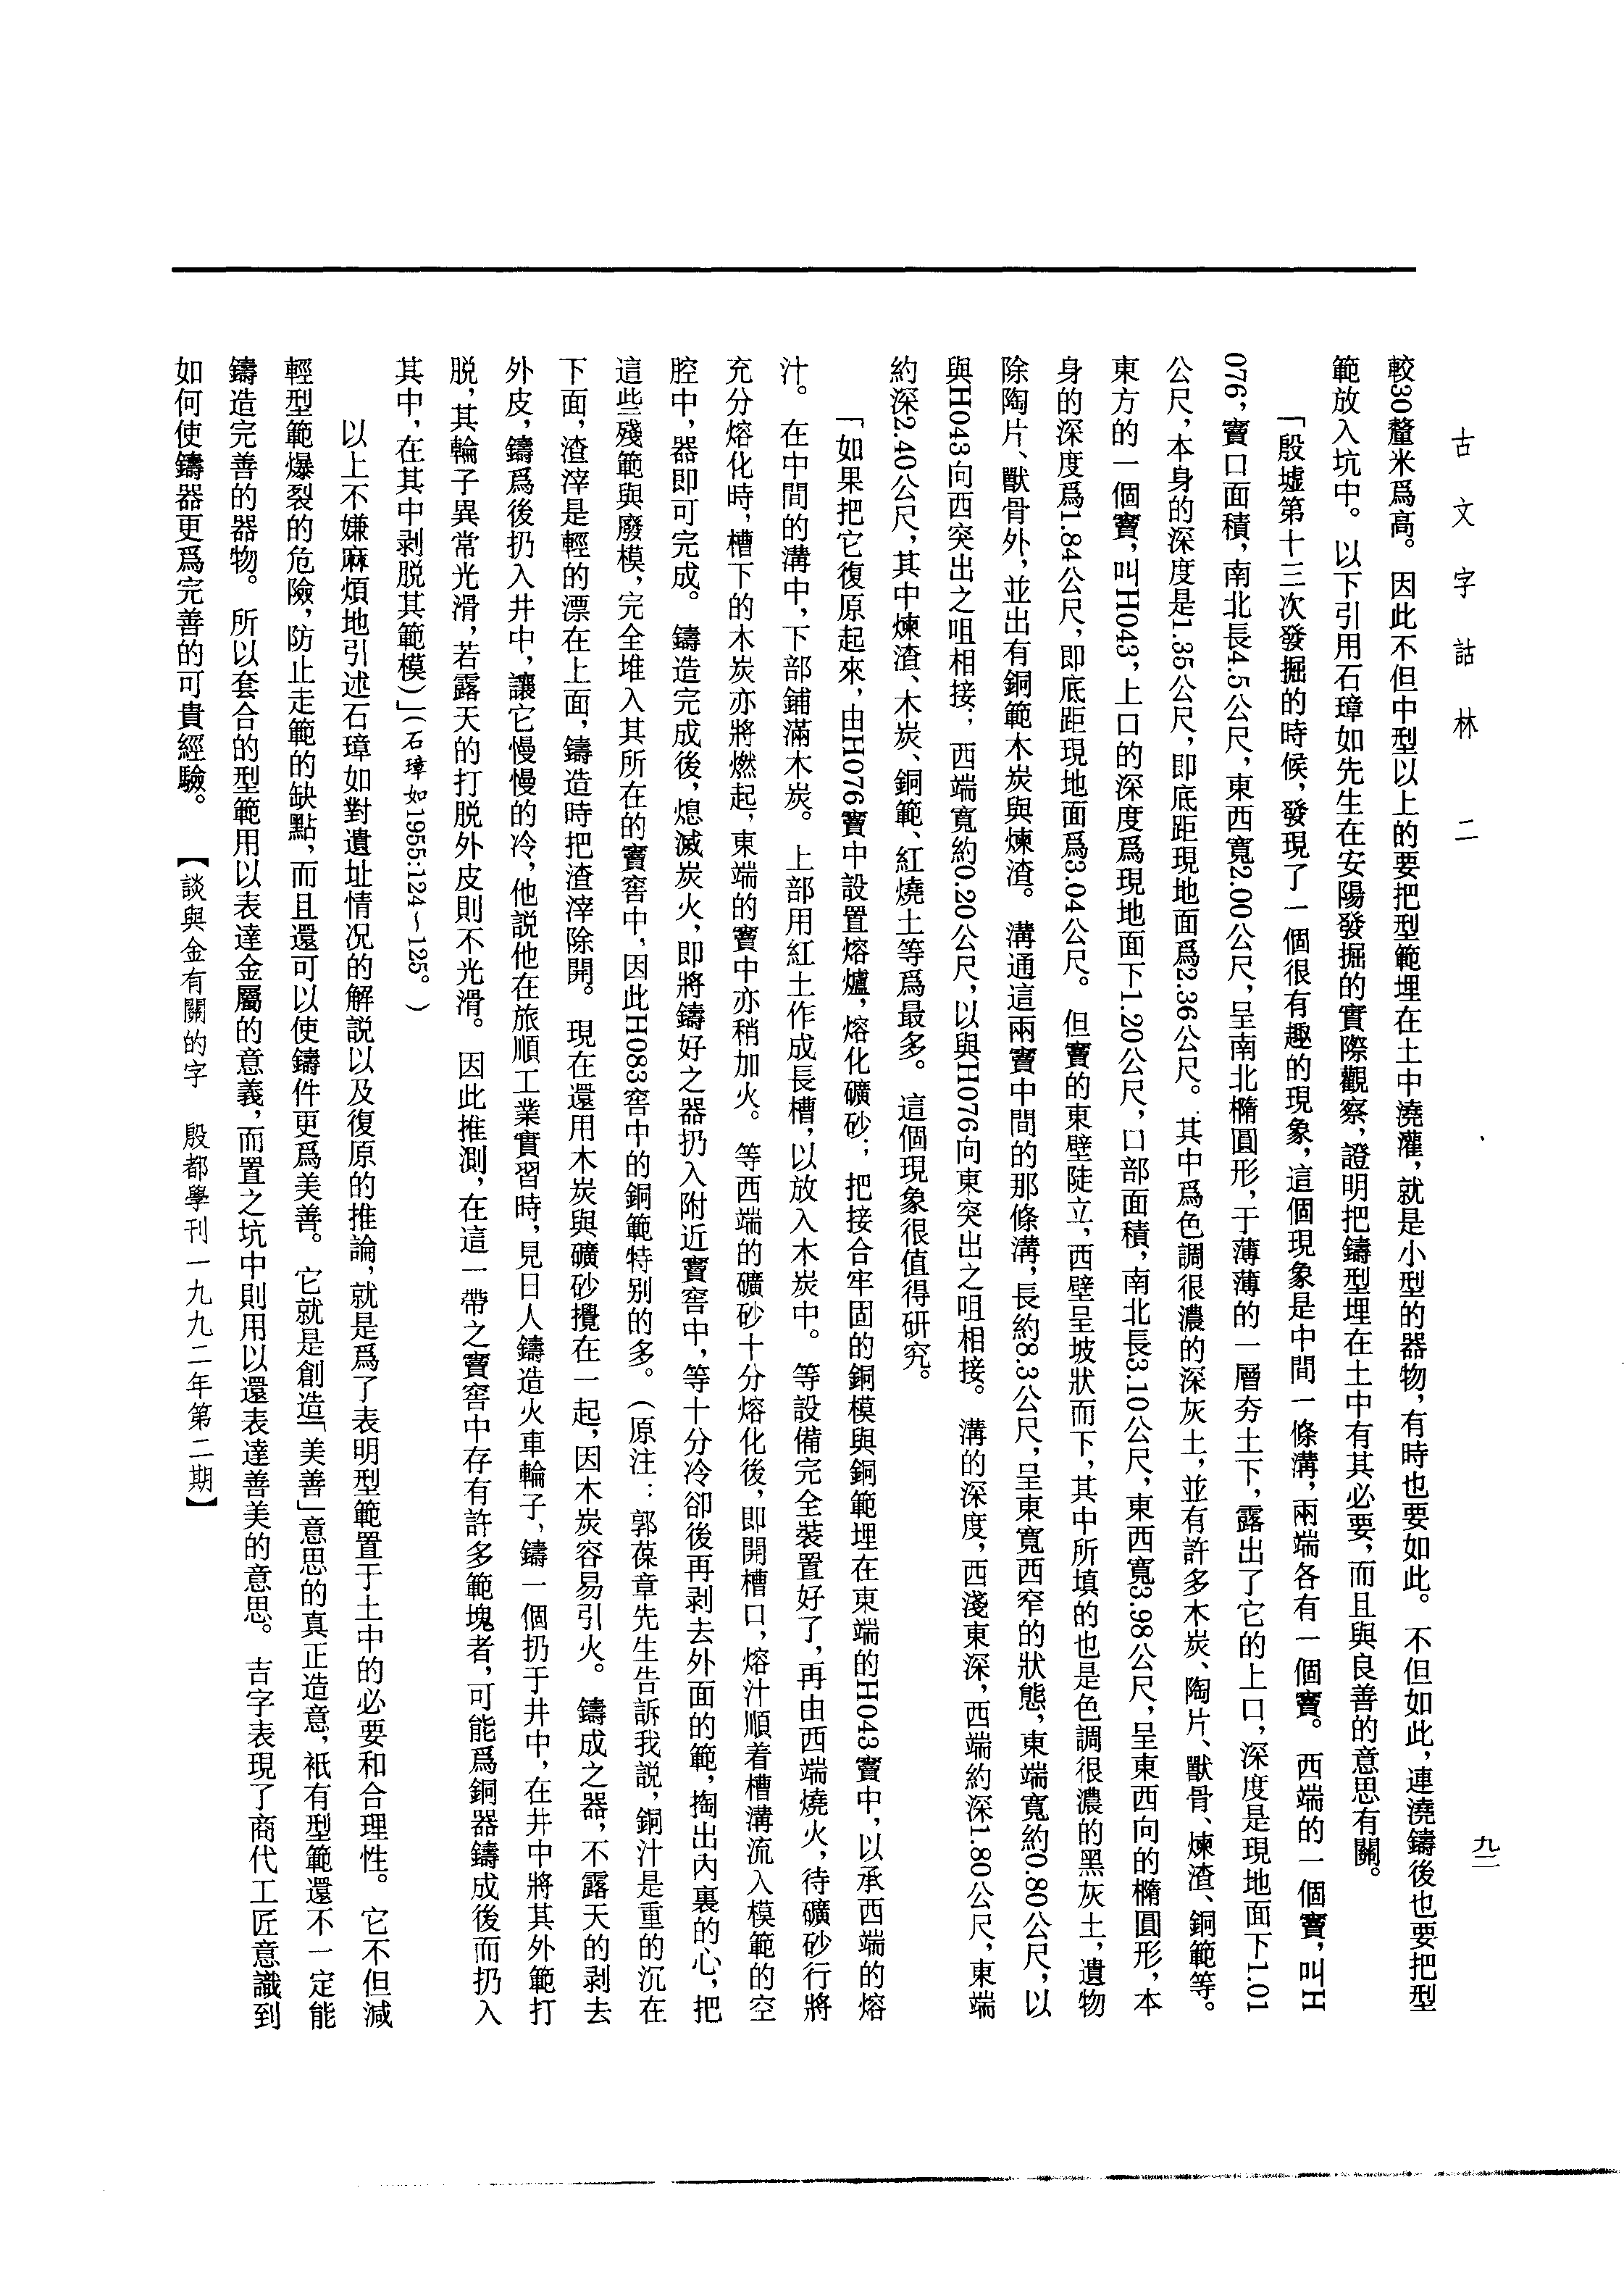 古文字詁林 二
九二
較30釐米爲高。因此不但中型以上的要把型範埋在土中澆灌，就是小型的器物，有時也要如此。不但如此，連澆鑄後也要把型
範放入坑中。以下引用石璋如先生在安陽發掘的實際觀察，證明把鑄型埋在土中有其必要，而且與良善的意思有關。
「殷墟第十三次發掘的時候，發現了一個很有趣的現象，這個現象是中間一條溝，兩端各有一個竇。西端的一個竇，叫H
076，竇口面積，南北長4.5公尺，東西寬2.00公尺，呈南北橢圓形，于薄薄的一層夯土下，露出了它的上口，深度是現地面下1.01
公尺，本身的深度是1.35公尺，即底距現地面爲2.36公尺。其中爲色調很濃的深灰土，並有許多木炭、陶片、獸骨、煉渣、銅範等。
東方的一個竇，叫H043，上口的深度爲現地面下1.20公尺，口部面積，南北長3.10公尺，東西寬3.98公尺，呈東西向的橢圓形，本
身的深度爲1.84公尺，即底距現地面爲3.04公尺。但竇的東壁陡立，西壁呈坡狀而下，其中所填的也是色調很濃的黑灰土，遺物
除陶片、獸骨外，並出有銅範木炭與煉渣。溝通這兩竇中間的那條溝，長約8.3公尺，呈東寬西窄的狀態，東端寬約0.80公尺，以
與H043向西突出之咀相接；西端寬約0.20公尺，以與H076向東突出之咀相接。溝的深度，西淺東深，西端約深1.80公尺，東端
約深2.40公尺，其中煉渣、木炭、銅範、紅燒土等爲最多。這個現象很值得研究。
「如果把它復原起來，由H076竇中設置熔爐，熔化礦砂；把接合牢固的銅模與銅範埋在東端的H043竇中，以承西端的熔
汁。在中間的溝中，下部鋪滿木炭。上部用紅土作成長槽，以放入木炭中。等設備完全裝置好了，再由西端燒火，待礦砂行將
充分熔化時，槽下的木炭亦將燃起，東端的竇中亦稍加火。等西端的礦砂十分熔化後，即開槽口，熔汁順着槽溝流入模範的空
腔中，器即可完成。鑄造完成後，熄滅炭火，即將鑄好之器扔入附近竇窖中，等十分冷卻後再剥去外面的範，掏出內裏的心，把
這些殘範與廢模，完全堆入其所在的竇窖中，因此H083窖中的銅範特别的多。（原注：郭葆章先生告訴我説，銅汁是重的沉在
下面，渣滓是輕的漂在上面，鑄造時把渣滓除開。現在還用木炭與礦砂攪在一起，因木炭容易引火。鑄成之器，不露天的剥去
外皮，鑄爲後扔入井中，讓它慢慢的冷，他説他在旅順工業實習時，見日人鑄造火車輪子，鑄一個扔于井中，在井中將其外範打
脱，其輪子異常光滑，若露天的打脱外皮則不光滑。因此推測，在這一帶之竇窖中存有許多範塊者，可能爲銅器鑄成後而扔入
其中，在其中剥脱其範模）」（石璋如1955:124～125。）
以上不嫌麻煩地引述石璋如對遺址情况的解説以及復原的推論，就是爲了表明型範置于土中的必要和合理性。它不但減
輕型範爆裂的危險，防止走範的缺點，而且還可以使鑄件更爲美善。它就是創造「美善」意思的真正造意，衹有型範還不一定能
鑄造完善的器物。所以套合的型範用以表達金屬的意義，而置之坑中則用以還表達善美的意思。吉字表現了商代工匠意識到
如何使鑄器更爲完善的可貴經驗。【談與金有關的字　殷都學刊一九九二年第二期】